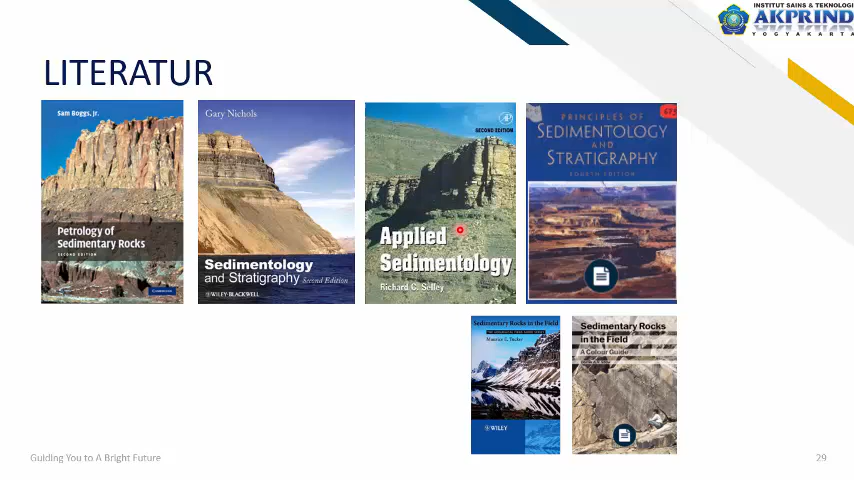 INSTITUT SAINS & TEKNOLOGI
AKPRIND
YOGYAKARTA
LITERATUR
Sam Boggs, Jr.
Petrology of
Sedimentary Rocks
SECOND EDITION
CAMBRIDGE
Gary Nichols
Sedimentology
and Stratigraphy Second Edition
WILEY-BLACKWELL
SECOND EDITION
Applied
Sedimentology
Richard C. Selley
PRINCIPLES OF
SEDIMENTOLOGY
AND
STRATIGRAPHY
FOURTH EDITION
Sedimentary Rocks in the Field
Maurice E. Tucker
WILEY
Sedimentary Rocks
in the Field
A Colour Guide
Guiding You to A Bright Future
29